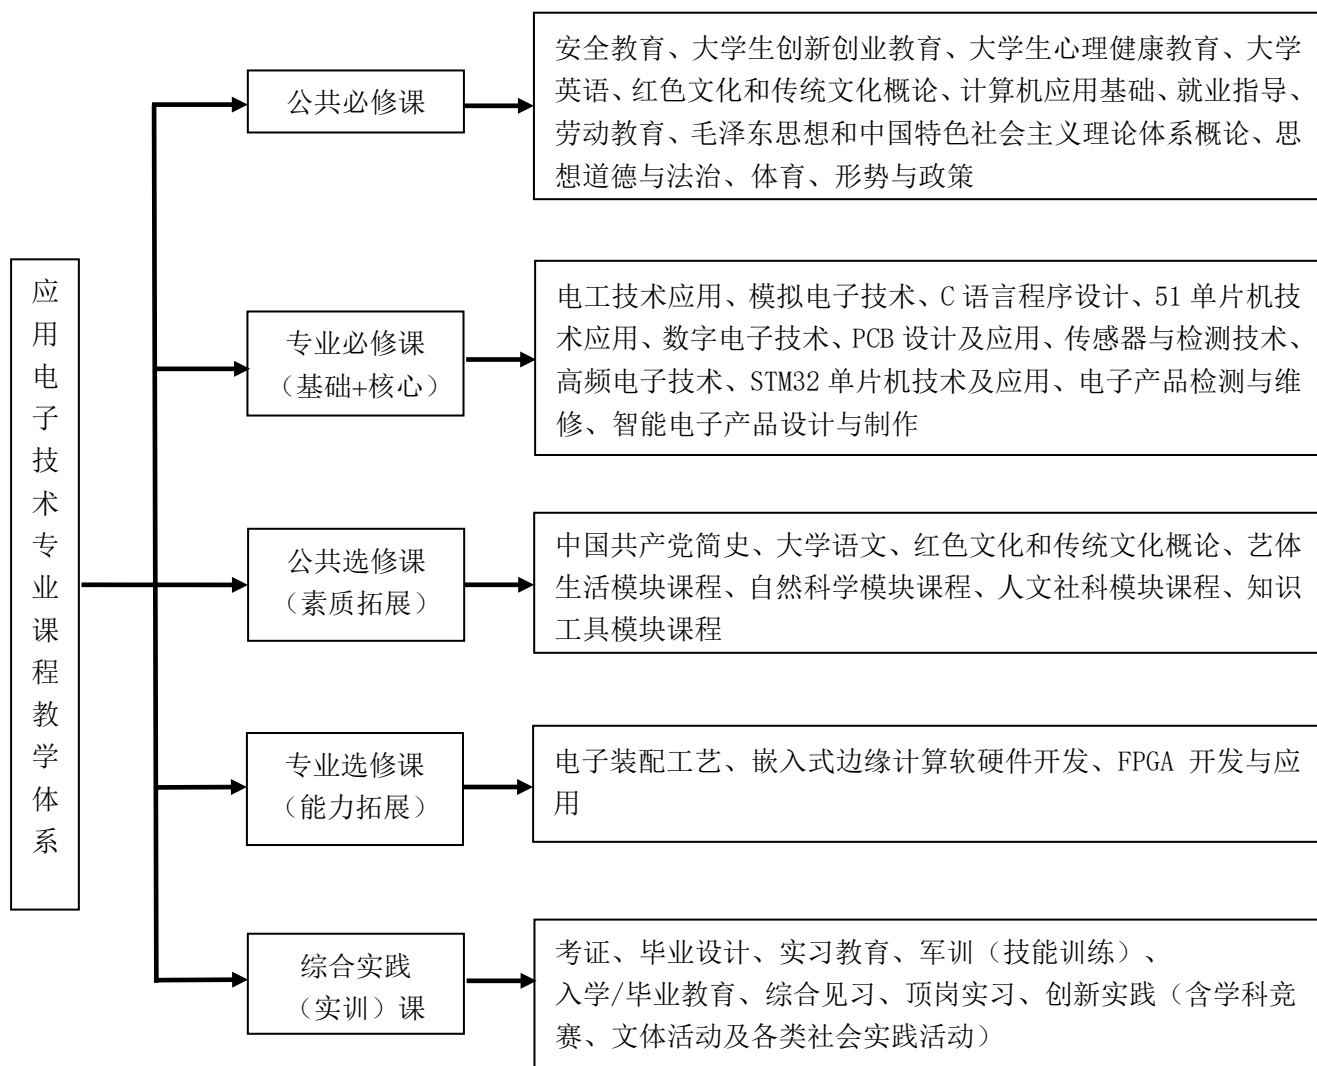 应用电子技术专业课程教学体系
公共必修课
安全教育、大学生创新创业教育、大学生心理健康教育、大学
英语、红色文化和传统文化概论、计算机应用基础、就业指导、
劳动教育、毛泽东思想和中国特色社会主义理论体系概论、思
想道德与法治、体育、形势与政策
专业必修课
（基础+核心）
电工技术应用、模拟电子技术、C 语言程序设计、51 单片机技
术应用、数字电子技术、PCB 设计及应用、传感器与检测技术、
高频电子技术、STM32 单片机技术及应用、电子产品检测与维
修、智能电子产品设计与制作
公共选修课
（素质拓展）
中国共产党简史、大学语文、红色文化和传统文化概论、艺体
生活模块课程、自然科学模块课程、人文社科模块课程、知识
工具模块课程
专业选修课
（能力拓展）
电子装配工艺、嵌入式边缘计算软硬件开发、FPGA 开发与应
用
综合实践
（实训）课
考证、毕业设计、实习教育、军训（技能训练）、
入学/毕业教育、综合见习、顶岗实习、创新实践（含学科竞
赛、文体活动及各类社会实践活动）